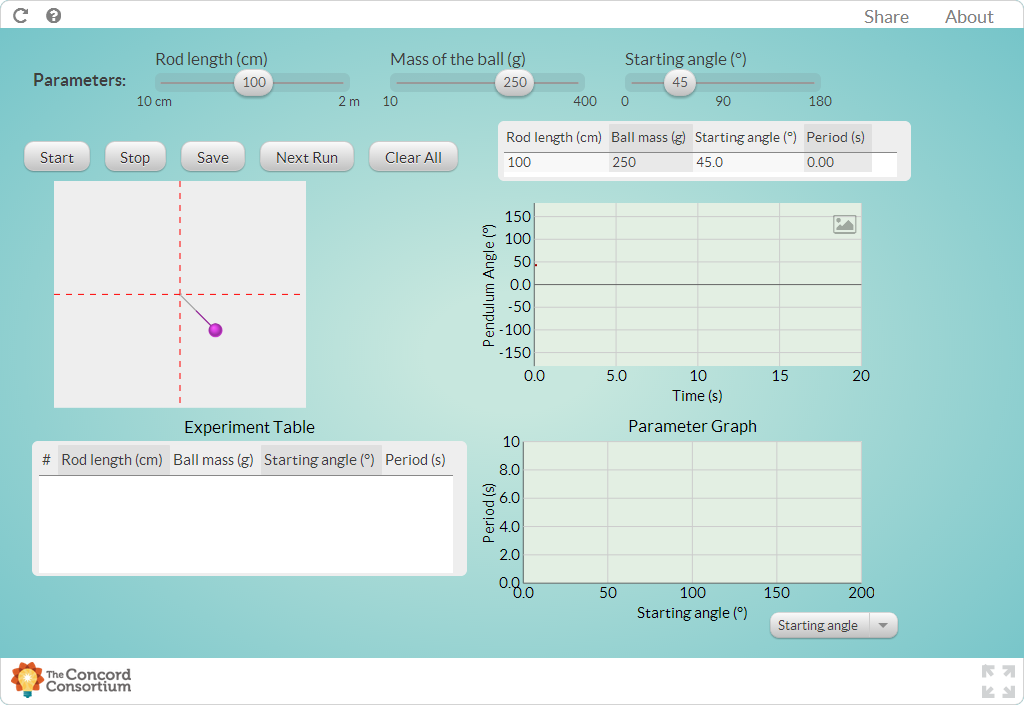 Share About
Parameters:
Rod length (cm)
100
10 cm 2 m
Mass of the ball (g)
250
10 400
Starting angle (°)
45
0 90 180
Start Stop Save Next Run Clear All
Rod length (cm) Ball mass (g) Starting angle (°) Period (s)
100 250 45.0 0.00
Pendulum Angle (°)
150
100
50
0.0
-50
-100
-150
0.0 5.0 10 15 20
Time (s)
Experiment Table
# Rod length (cm) Ball mass (g) Starting angle (°) Period (s)
Parameter Graph
Period (s)
10
8.0
6.0
4.0
2.0
0.0
0.0 50 100 150 200
Starting angle (°)
Starting angle
The Concord
Consortium